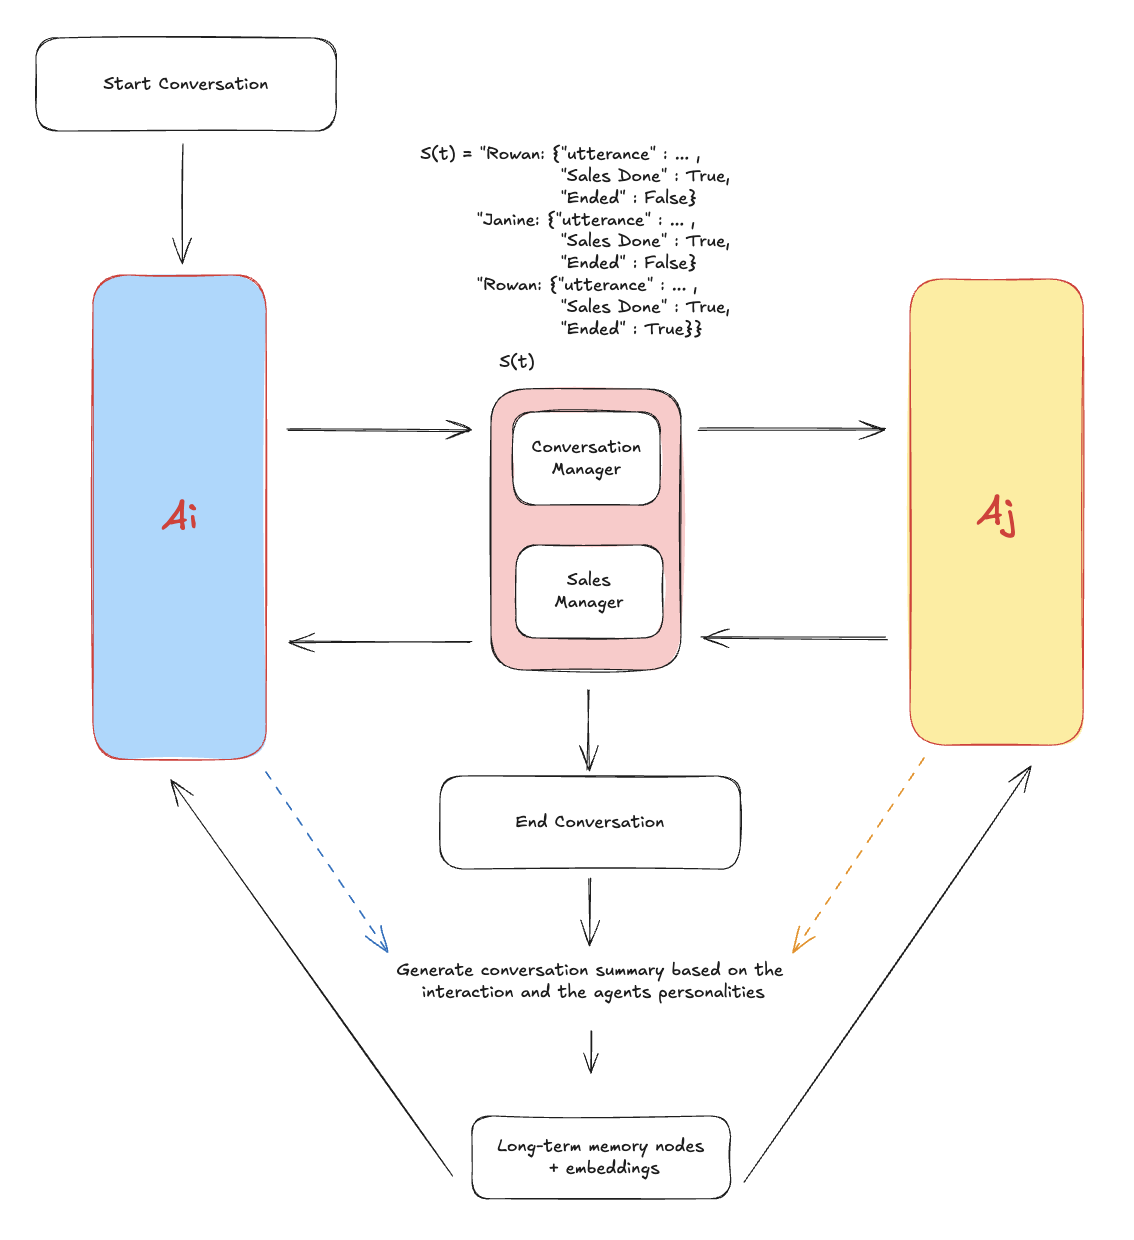 Start Conversation
S(t) = "Rowan: {"utterance" : ... ,
"Sales Done" : True,
"Ended" : False}
"Janine: {"utterance" : ... ,
"Sales Done" : True,
"Ended" : False}
"Rowan: {"utterance" : ... ,
"Sales Done" : True,
"Ended" : True}}
S(t)
Conversation
Manager
Ai
Aj
Sales
Manager
End Conversation
Generate conversation summary based on the
interaction and the agents personalities
Long-term memory nodes
+ embeddings